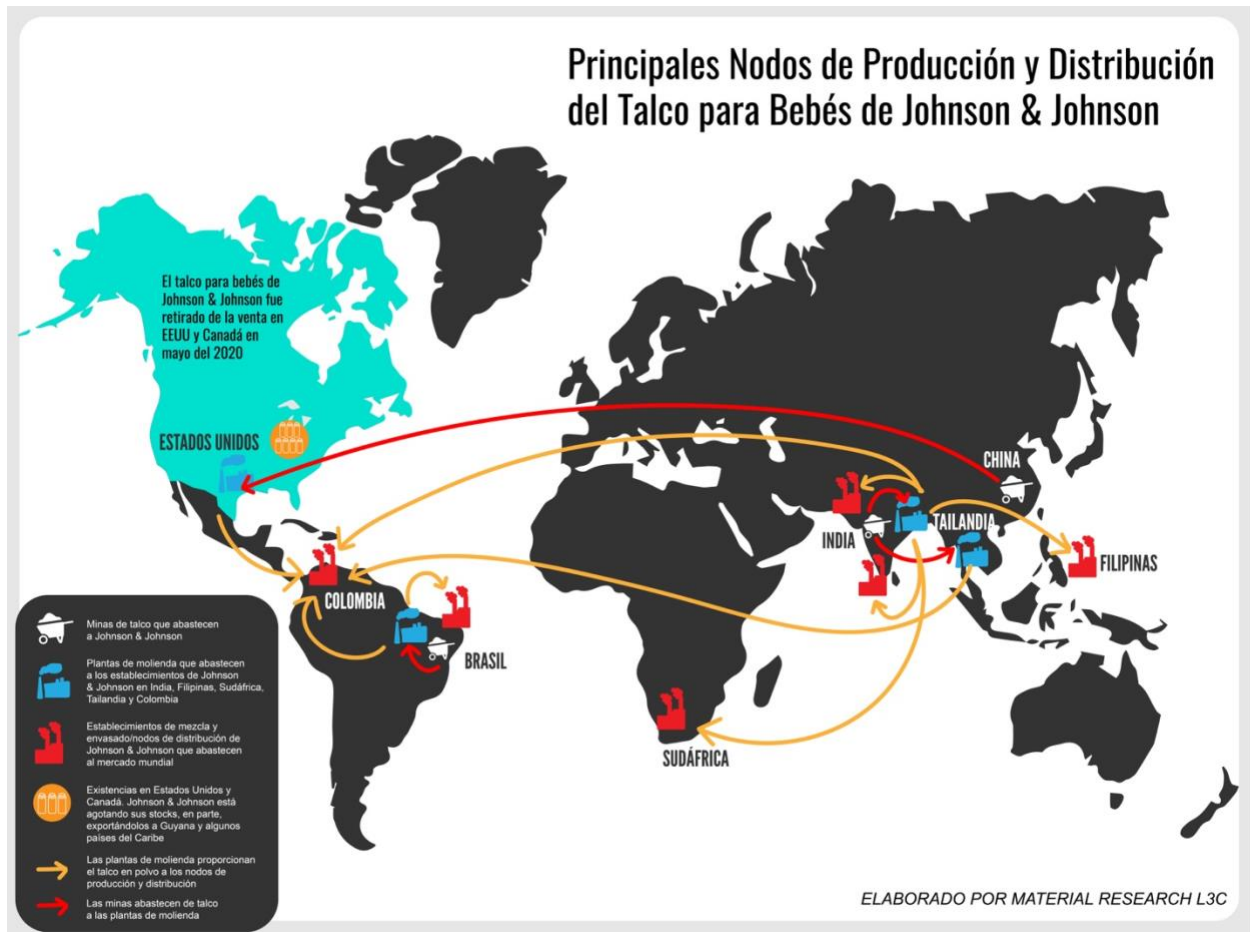 Principales Nodos de Producción y Distribución
del Talco para Bebés de Johnson & Johnson
El talco para bebés de
Johnson & Johnson fue
retirado de la venta en
EEUU y Canadá en
mayo del 2020
ESTADOS UNIDOS
CHINA
INDIA
TAILANDIA
FILIPINAS
COLOMBIA
BRASIL
SUDÁFRICA
Minas de talco que abastecen
a Johnson & Johnson
Plantas de molienda que abastecen
a los establecimientos de Johnson
& Johnson en India, Filipinas, Sudáfrica,
Tailandia y Colombia
Establecimientos de mezcla y
envasado/nodos de distribución de
Johnson & Johnson que abastecen
al mercado mundial
Existencias en Estados Unidos y
Canadá. Johnson & Johnson está
agotando sus stocks, en parte,
exportándolos a Guyana y algunos
países del Caribe
Las plantas de molienda proporcionan
el talco en polvo a los nodos de
producción y distribución
Las minas abastecen de talco
a las plantas de molienda
ELABORADO POR MATERIAL RESEARCH L3C